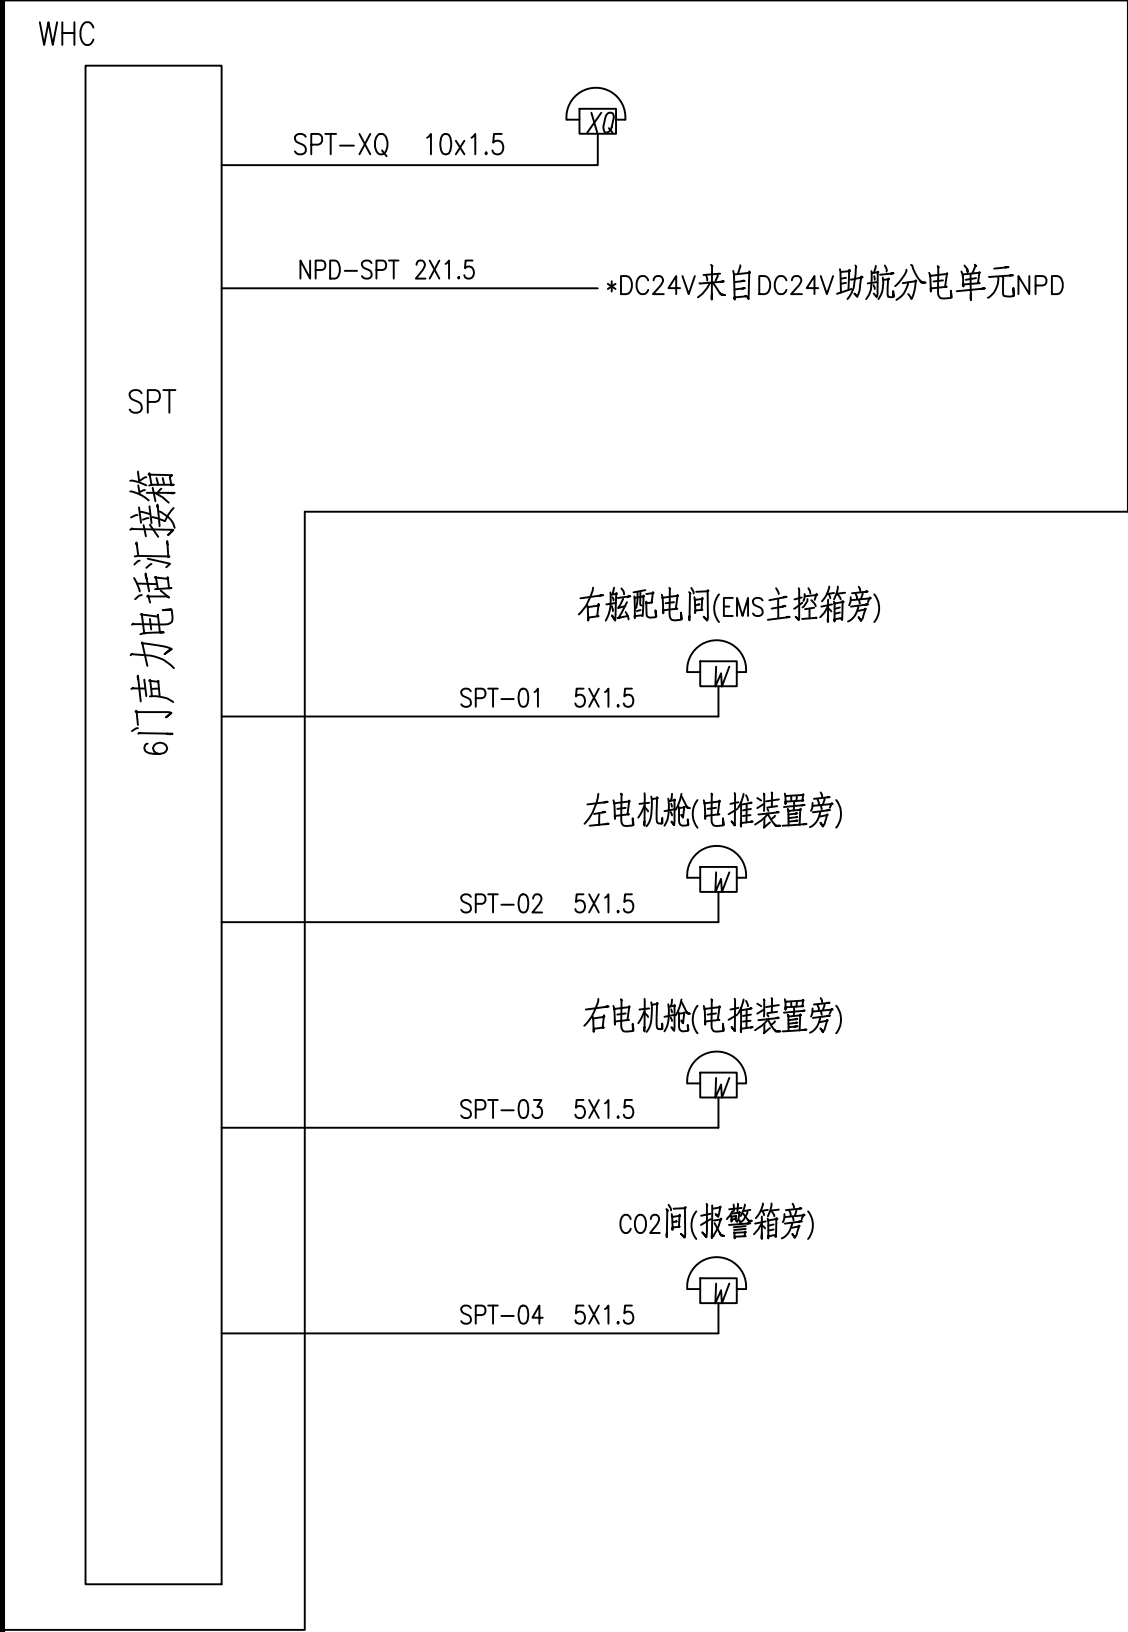 WHC
XQ
SPT-XQ 10x1.5
NPD-SPT 2X1.5
*DC24V来自DC24V助航分电单元NPD
SPT
6门声力电话汇接箱
右舷配电间(EMS主控箱旁)
W
SPT-01 5X1.5
左电机舱(电推装置旁)
W
SPT-02 5X1.5
右电机舱(电推装置旁)
W
SPT-03 5X1.5
CO2间(报警箱旁)
W
SPT-04 5X1.5